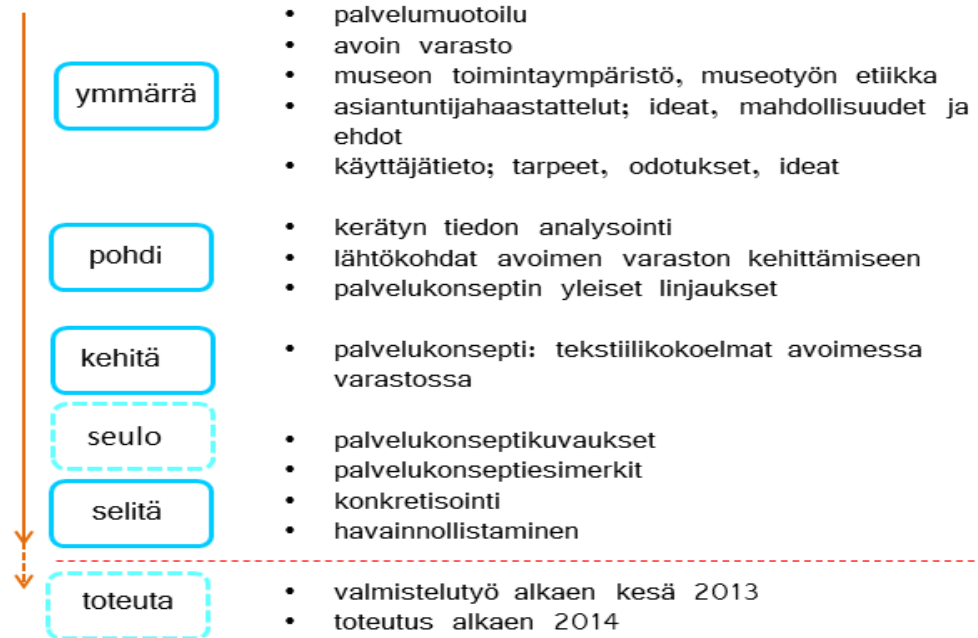 ymmärrä
• palvelumuotoilu
• avoin varasto
• museon toimintaympäristö, museotyön etiikka
• asiantuntijahaastattelut; ideat, mahdollisuudet ja
ehdot
• käyttäjätieto; tarpeet, odotukset, ideat
pohdi
• kerätyn tiedon analysointi
• lähtökohdat avoimen varaston kehittämiseen
• palvelukonseptin yleiset linjaukset
kehitä
• palvelukonsepti: tekstiilikokoelmat avoimessa
varastossa
seulo
selitä
• palvelukonseptikuvaukset
• palvelukonseptiesimerkit
• konkretisointi
• havainnollistaminen
toteuta
• valmistelutyö alkaen kesä 2013
• toteutus alkaen 2014